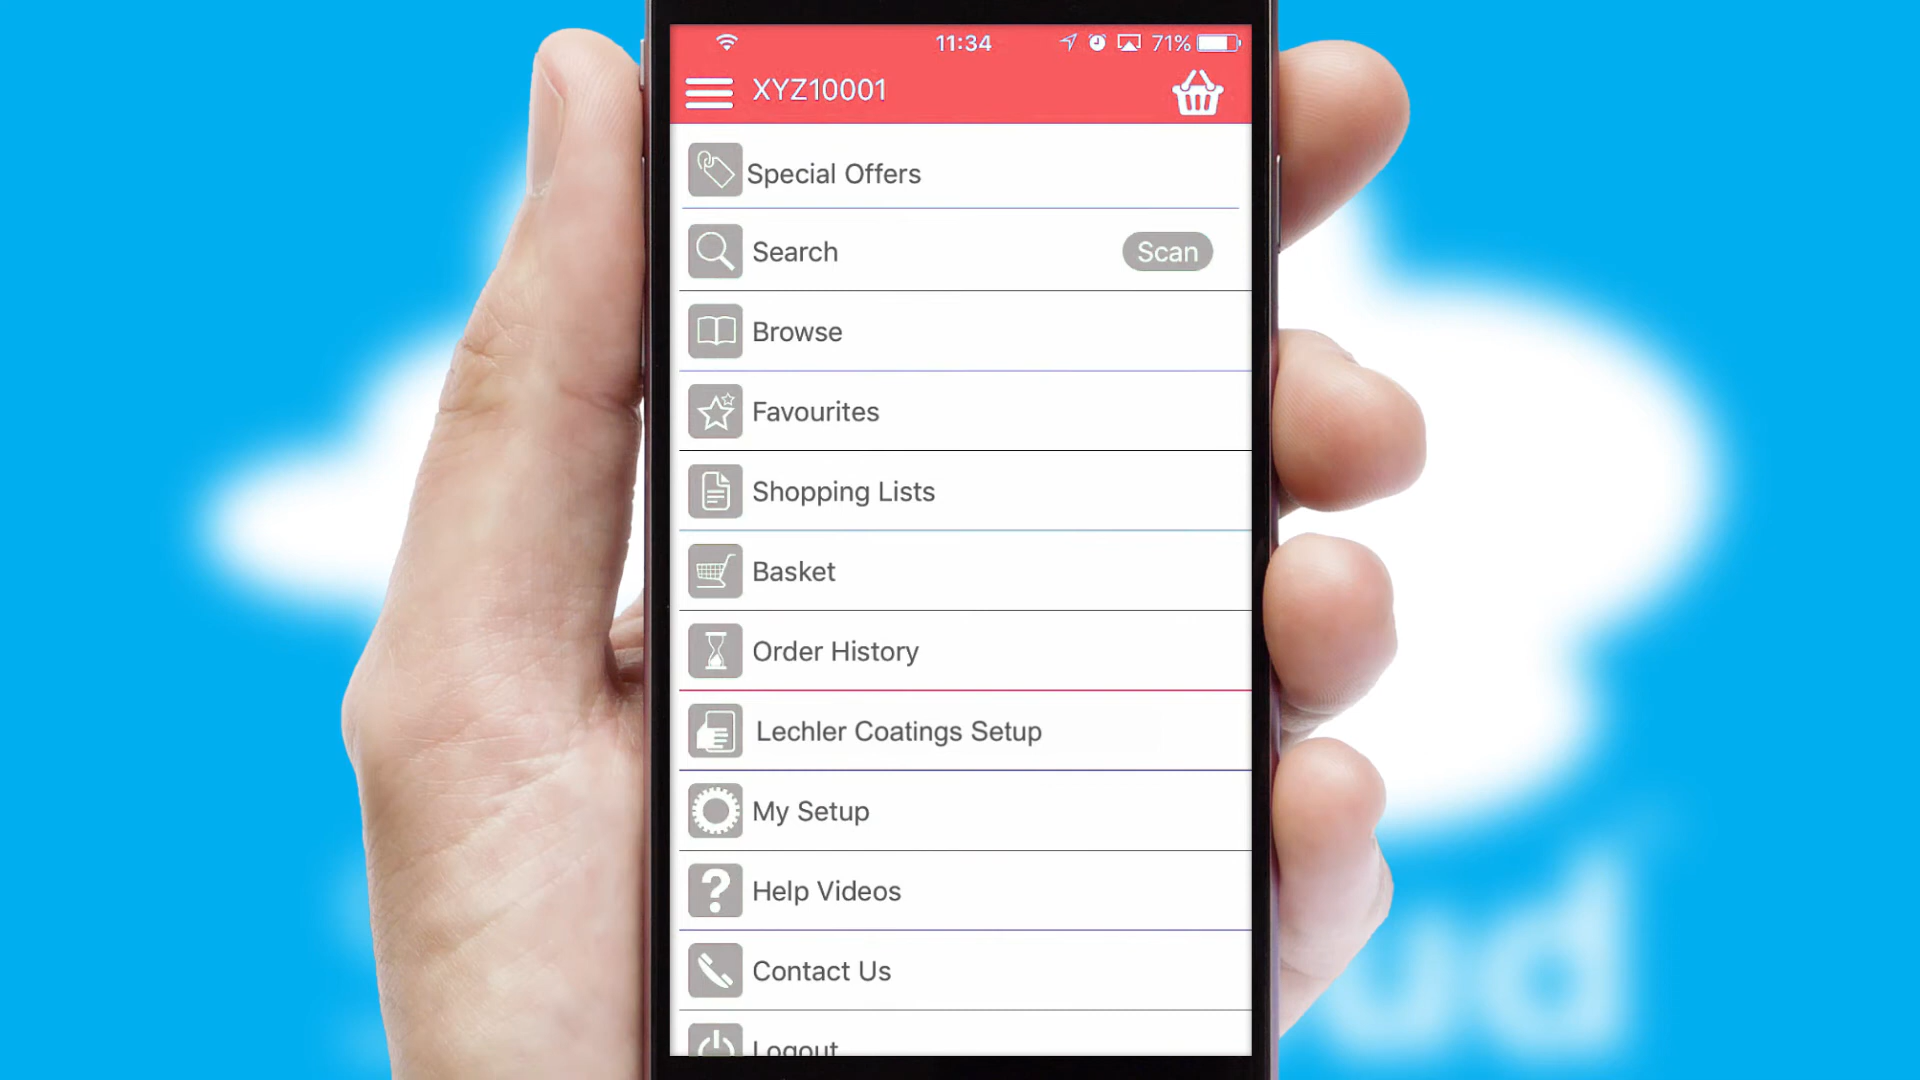 11:34 71%
XYZ10001
Special Offers
Search Scan
Browse
Favourites
Shopping Lists
Basket
Order History
Lechler Coatings Setup
My Setup
Help Videos
Contact Us
Logout